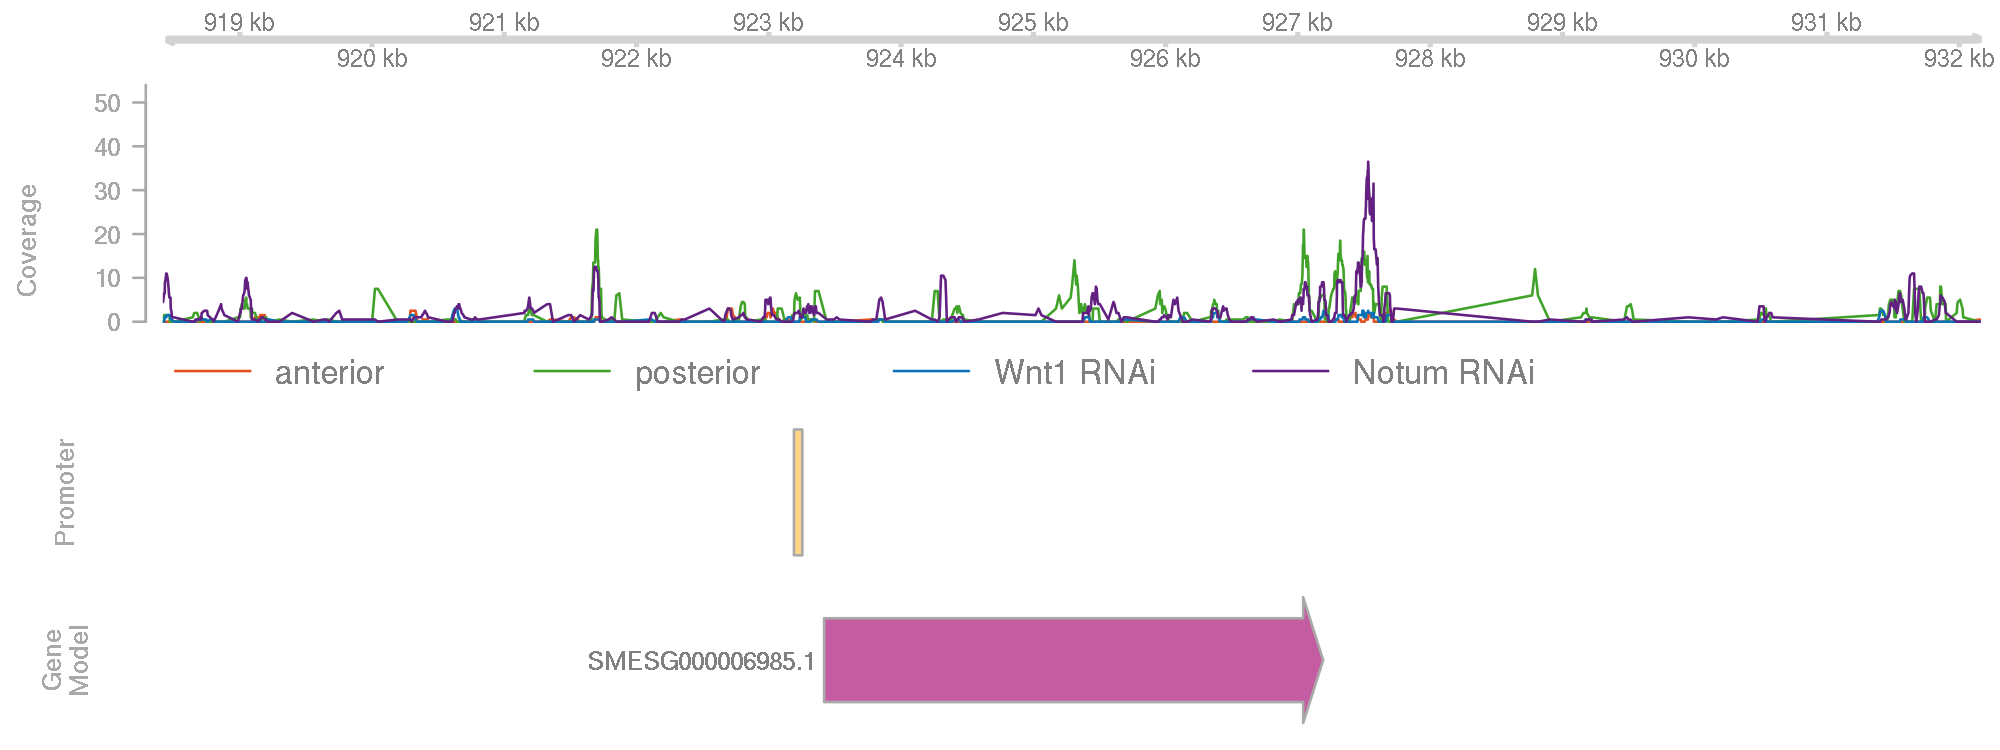 919 kb 921 kb 923 kb 925 kb 927 kb 929 kb 931 kb
920 kb 922 kb 924 kb 926 kb 928 kb 930 kb 932 kb
Coverage
50
40
30
20
10
0
anterior posterior Wnt1 RNAi Notum RNAi
Promoter
Gene
Model
SMESG000006985.1